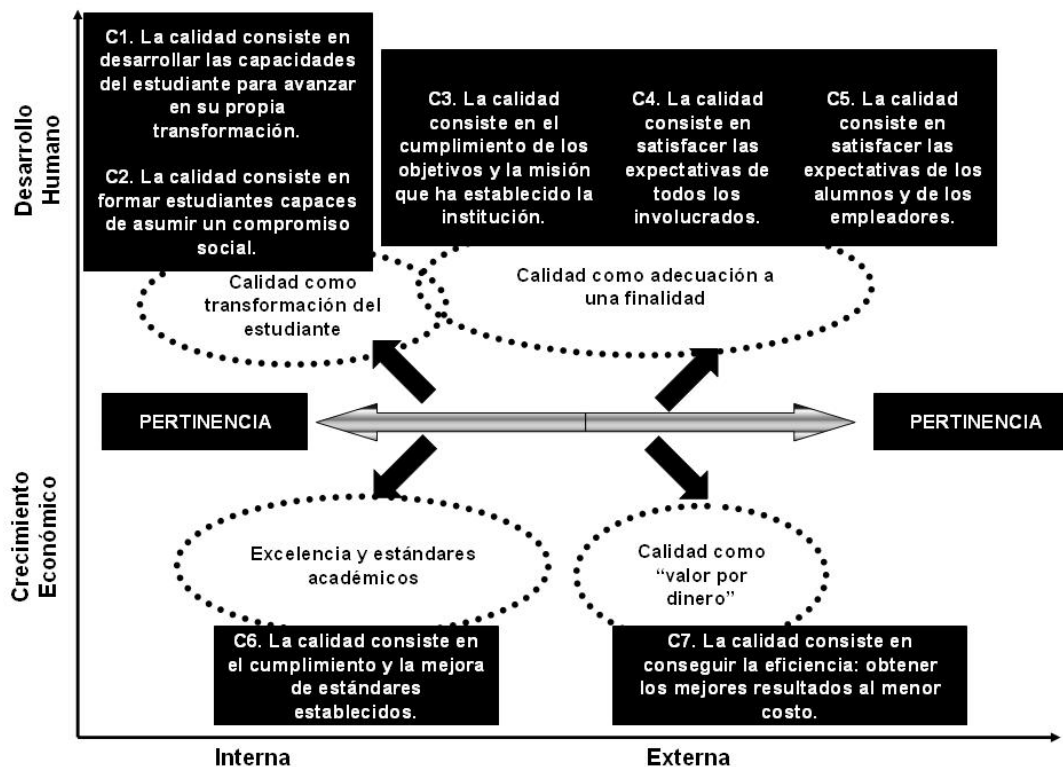 C1. La calidad consiste en
desarrollar las capacidades
del estudiante para avanzar
en su propia
transformación.
C2. La calidad consiste en
formar estudiantes capaces
de asumir un compromiso
social.
C3. La calidad
consiste en el
cumplimiento de los
objetivos y la misión
que ha establecido la
institución.
C4. La calidad
consiste en
satisfacer las
expectativas de
todos los
involucrados.
C5. La calidad
consiste en
satisfacer las
expectativas de los
alumnos y de los
empleadores.
Desarrollo
Humano
Calidad como
transformación del
estudiante
Calidad como adecuación a
una finalidad
PERTINENCIA
PERTINENCIA
Crecimiento
Económico
Excelencia y estándares
académicos
Calidad como
“valor por
dinero”
C6. La calidad consiste en
el cumplimiento y la mejora
de estándares
establecidos.
C7. La calidad consiste en
conseguir la eficiencia: obtener
los mejores resultados al menor
costo.
Interna
Externa